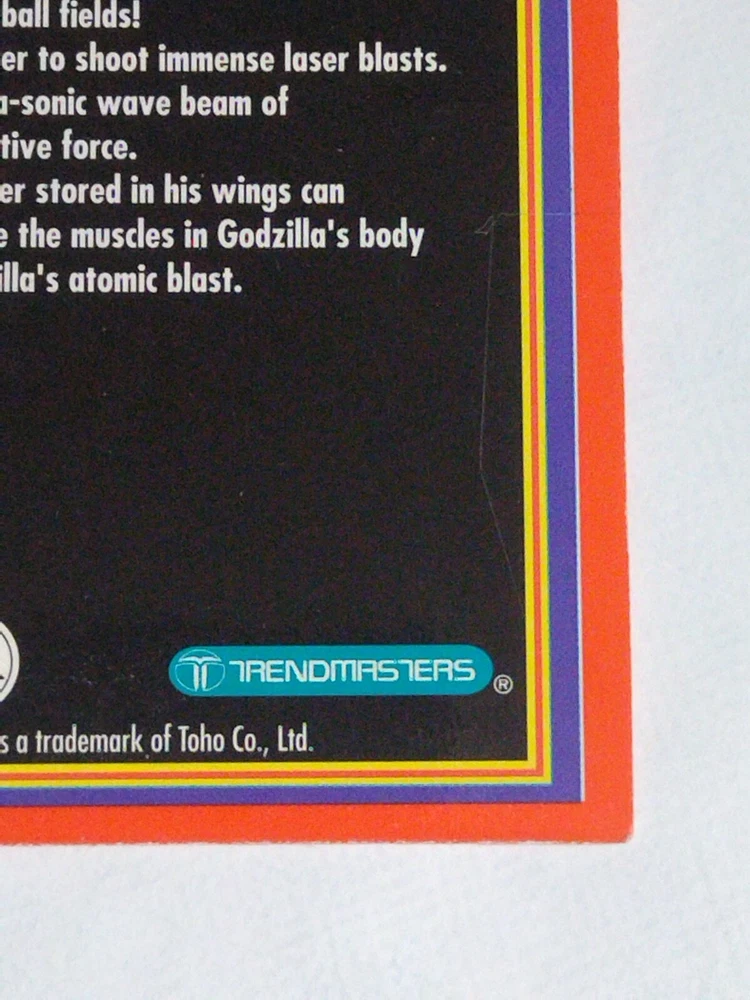 ball fields!
er to shoot immense laser blasts.
a-sonic wave beam of
tive force.
er stored in his wings can
e the muscles in Godzilla's body
illa's atomic blast.
TRENDMASTERS ®
s a trademark of Toho Co., Ltd.